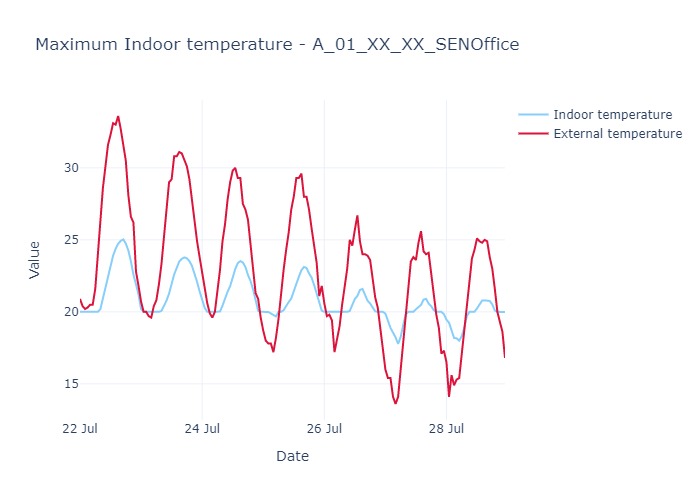 Maximum Indoor temperature - A_01_XX_XX_SENOffice
Indoor temperature
External temperature
30
25
20
15
Value
22 Jul
24 Jul
26 Jul
28 Jul
Date